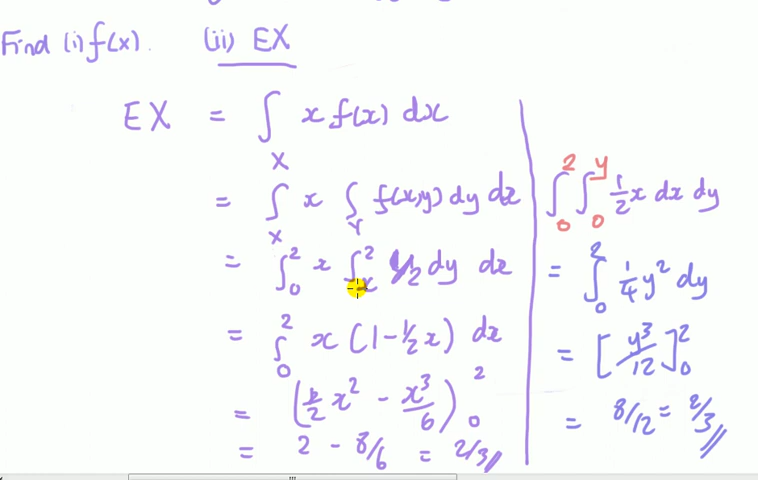 Find (i) f(x). (ii) EX
EX = ∫_X x f(x) dx
= ∫_X x ∫_Y f(x,y) dy dx
= ∫_0^2 x ∫_x^2 1/2 dy dx
= ∫_0^2 x (1 - 1/2 x) dx
= (1/2 x^2 - x^3/6)_0^2
= 2 - 8/6 = 2/3 //
∫_0^2 ∫_0^y 1/2 x dx dy
= ∫_0^2 1/4 y^2 dy
= [y^3/12]_0^2
= 8/12 = 2/3 //